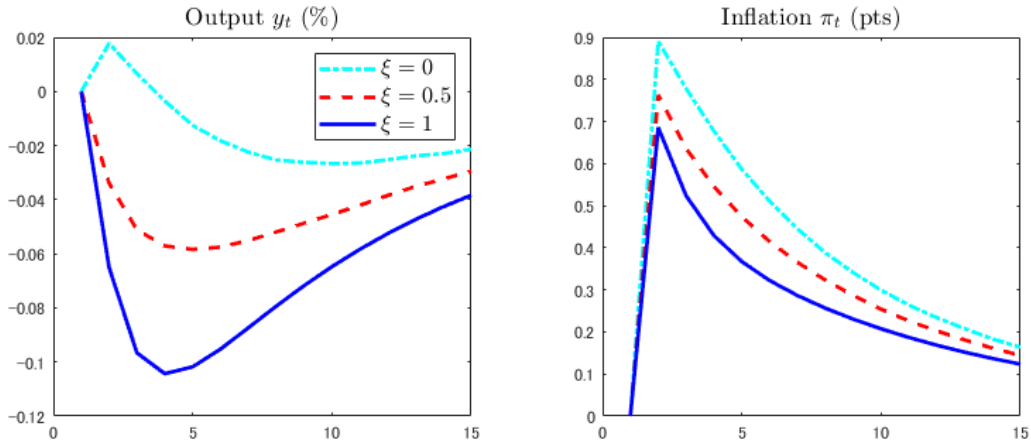 Output y_t (%)
0.02
0
−0.02
−0.04
−0.06
−0.08
−0.1
−0.12
0 5 10 15
ξ = 0
ξ = 0.5
ξ = 1
Inflation π_t (pts)
0.9
0.8
0.7
0.6
0.5
0.4
0.3
0.2
0.1
0
0 5 10 15